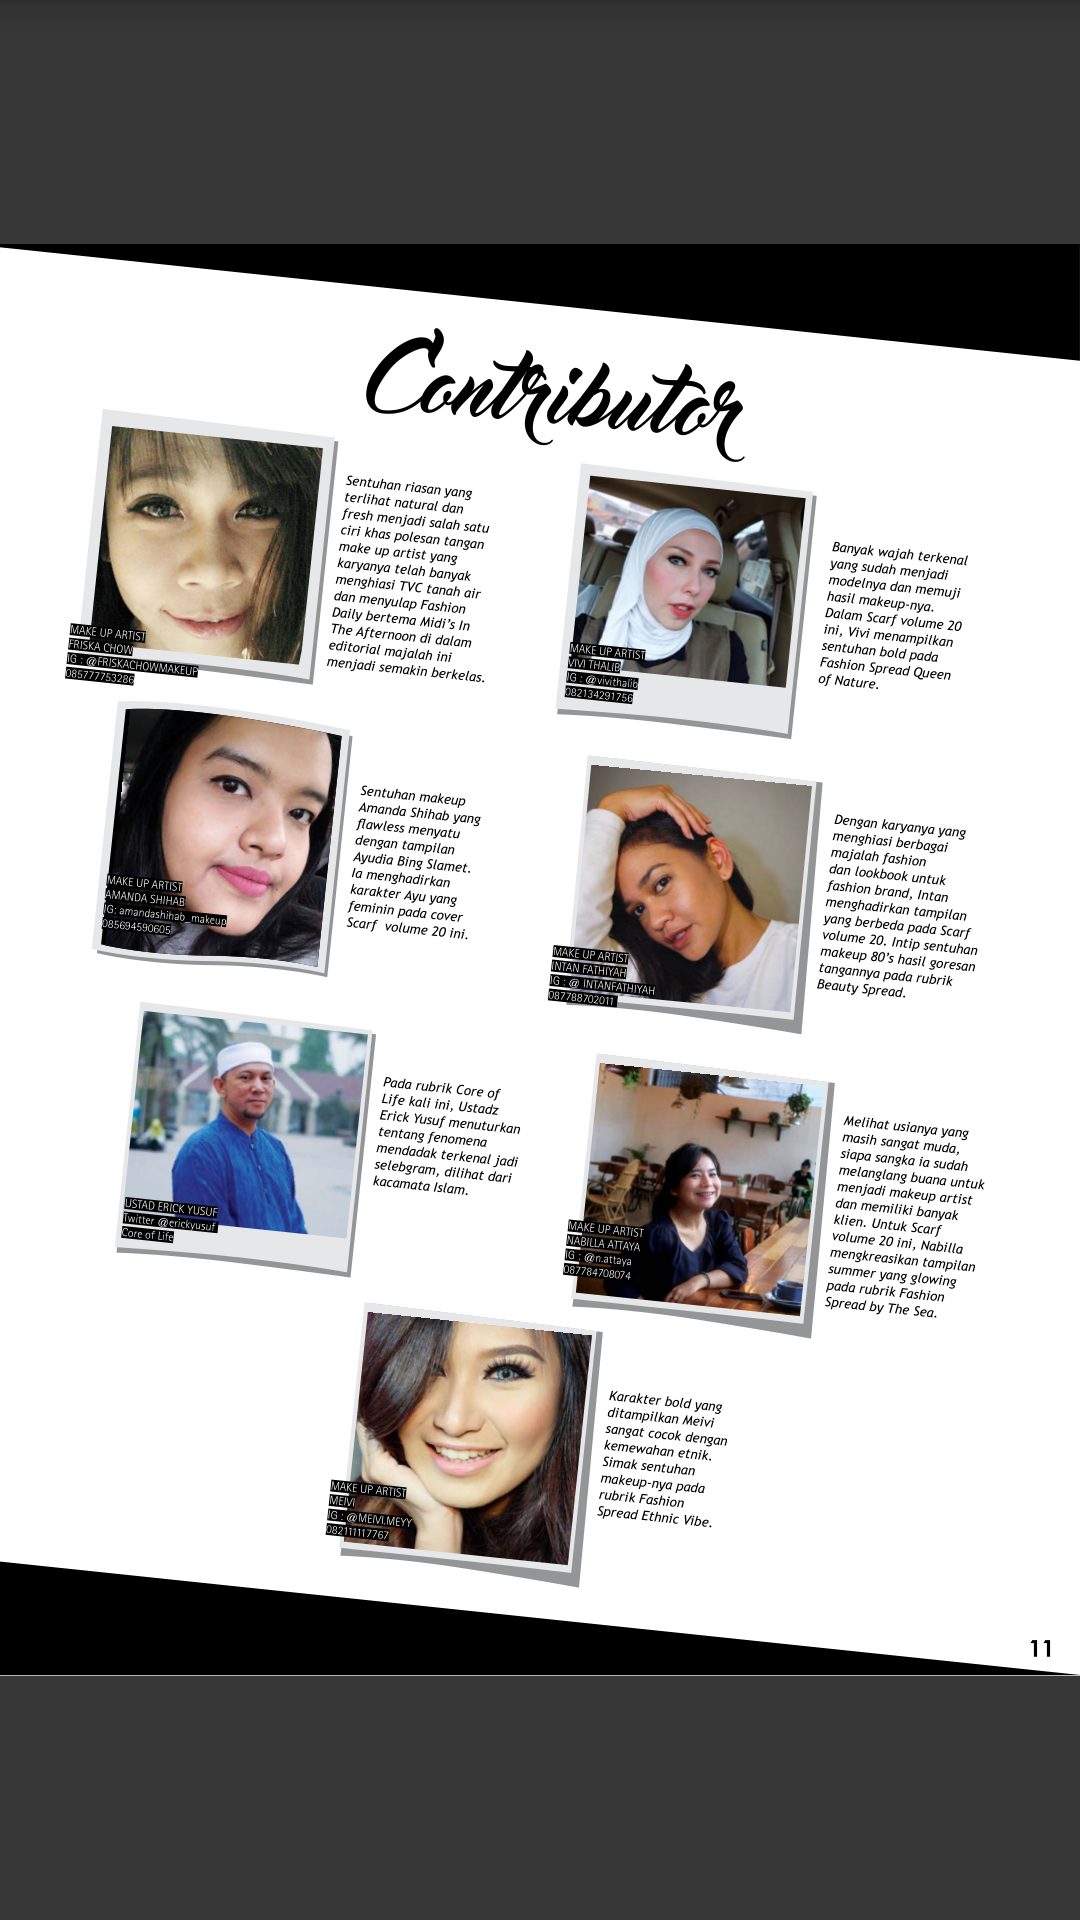 Contributor
MAKE UP ARTIST
FRISKA CHOW
IG : @FRISKACHOWMAKEUP
085777753286
Sentuhan riasan yang
terlihat natural dan
fresh menjadi salah satu
ciri khas polesan tangan
make up artist yang
karyanya telah banyak
menghiasi TVC tanah air
dan menyulap Fashion
Daily bertema Midi's In
The Afternoon di dalam
editorial majalah ini
menjadi semakin berkelas.
MAKE UP ARTIST
VIVI THALIB
IG : @vivithalib
082134291756
Banyak wajah terkenal
yang sudah menjadi
modelnya dan memuji
hasil makeup-nya.
Dalam Scarf volume 20
ini, Vivi menampilkan
sentuhan bold pada
Fashion Spread Queen
of Nature.
MAKE UP ARTIST
AMANDA SHIHAB
IG: amandashihab_makeup
085694590605
Sentuhan makeup
Amanda Shihab yang
flawless menyatu
dengan tampilan
Ayudia Bing Slamet.
Ia menghadirkan
karakter Ayu yang
feminin pada cover
Scarf volume 20 ini.
MAKE UP ARTIST
INTAN FATHIYAH
IG : @ INTANFATHIYAH
087788702011
Dengan karyanya yang
menghiasi berbagai
majalah fashion
dan lookbook untuk
fashion brand, Intan
menghadirkan tampilan
yang berbeda pada Scarf
volume 20. Intip sentuhan
makeup 80's hasil goresan
tangannya pada rubrik
Beauty Spread.
USTAD ERICK YUSUF
Twitter @erickyusuf
Core of Life
Pada rubrik Core of
Life kali ini, Ustadz
Erick Yusuf menuturkan
tentang fenomena
mendadak terkenal jadi
selebgram, dilihat dari
kacamata Islam.
MAKE UP ARTIST
NABILLA ATTAYA
IG : @n.attaya
087784708074
Melihat usianya yang
masih sangat muda,
siapa sangka ia sudah
melanglang buana untuk
menjadi makeup artist
dan memiliki banyak
klien. Untuk Scarf
volume 20 ini, Nabilla
mengkreasikan tampilan
summer yang glowing
pada rubrik Fashion
Spread by The Sea.
MAKE UP ARTIST
MEIVI
IG : @MEIVI.MEYY
082111117767
Karakter bold yang
ditampilkan Meivi
sangat cocok dengan
kemewahan etnik.
Simak sentuhan
makeup-nya pada
rubrik Fashion
Spread Ethnic Vibe.
11